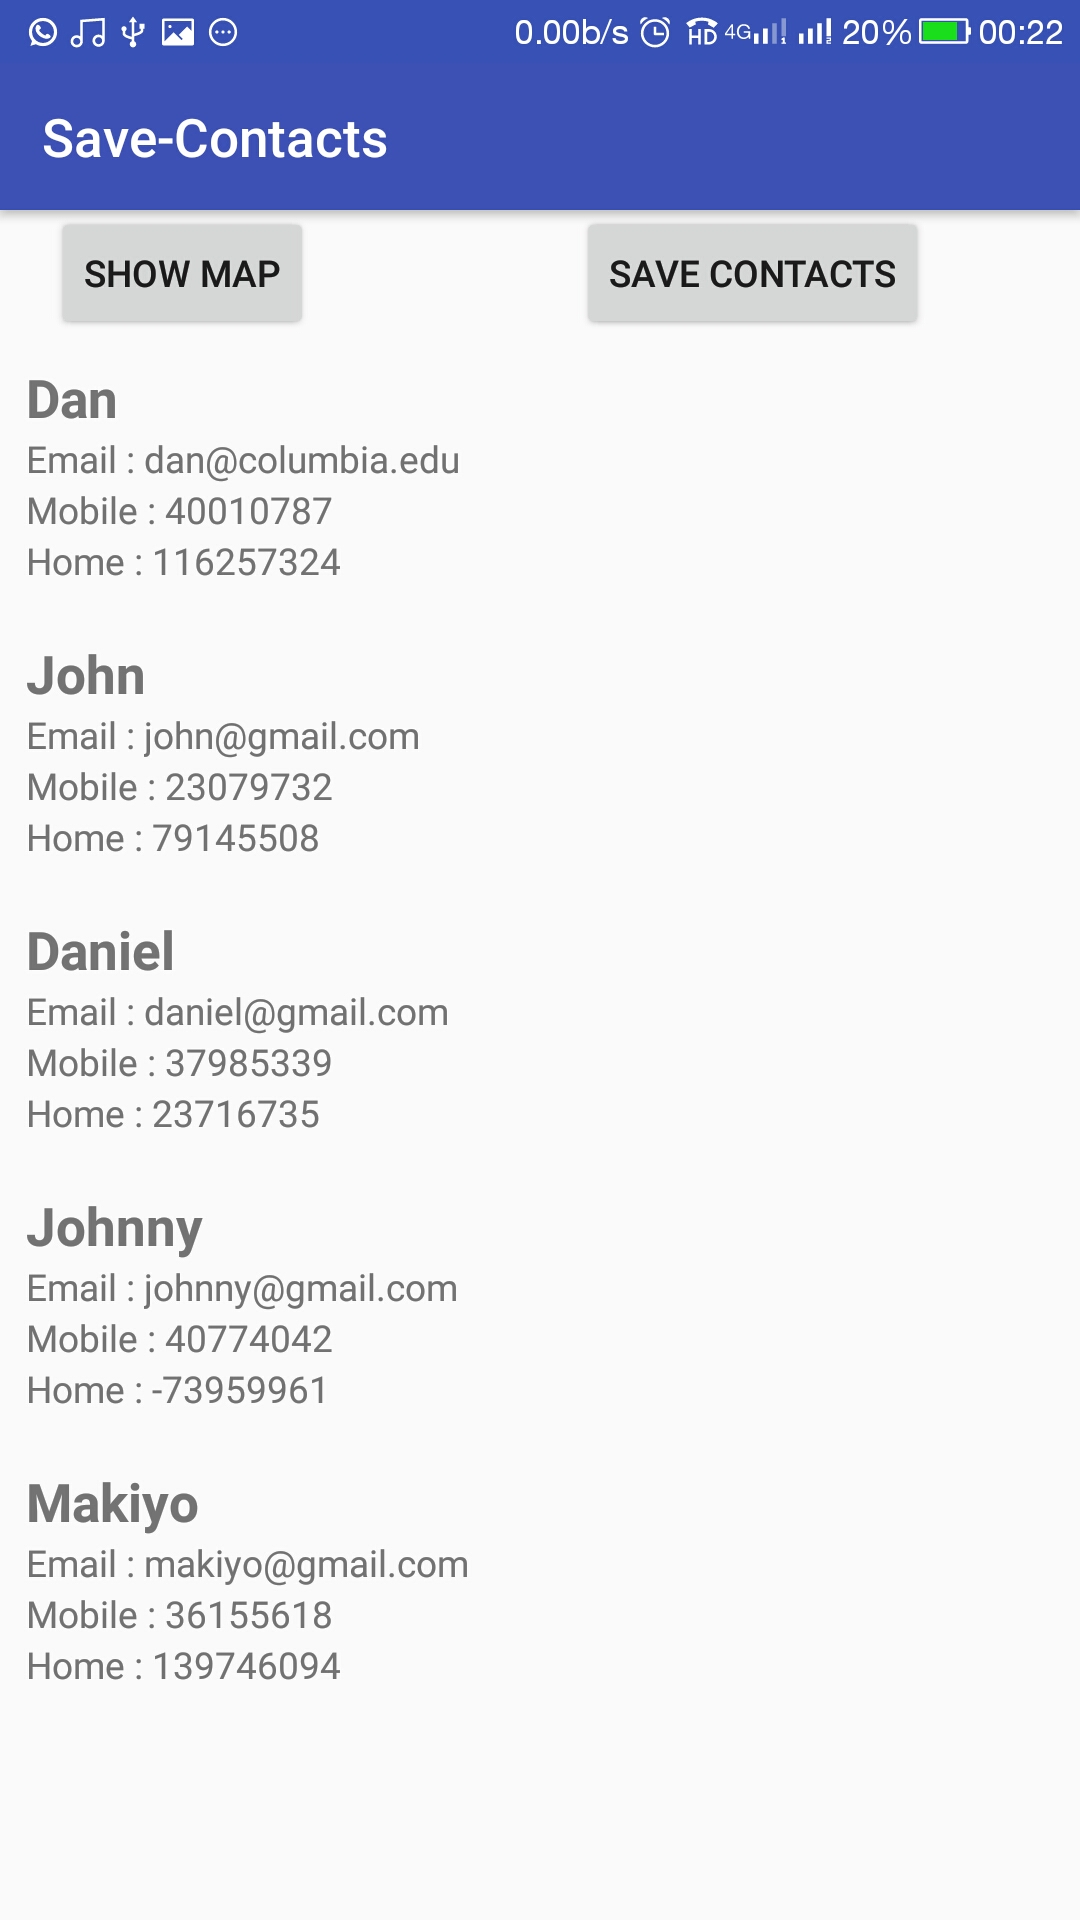 0.00b/s HD 4G 1 2 20% 00:22
Save-Contacts
SHOW MAP SAVE CONTACTS
Dan
Email : dan@columbia.edu
Mobile : 40010787
Home : 116257324
John
Email : john@gmail.com
Mobile : 23079732
Home : 79145508
Daniel
Email : daniel@gmail.com
Mobile : 37985339
Home : 23716735
Johnny
Email : johnny@gmail.com
Mobile : 40774042
Home : -73959961
Makiyo
Email : makiyo@gmail.com
Mobile : 36155618
Home : 139746094